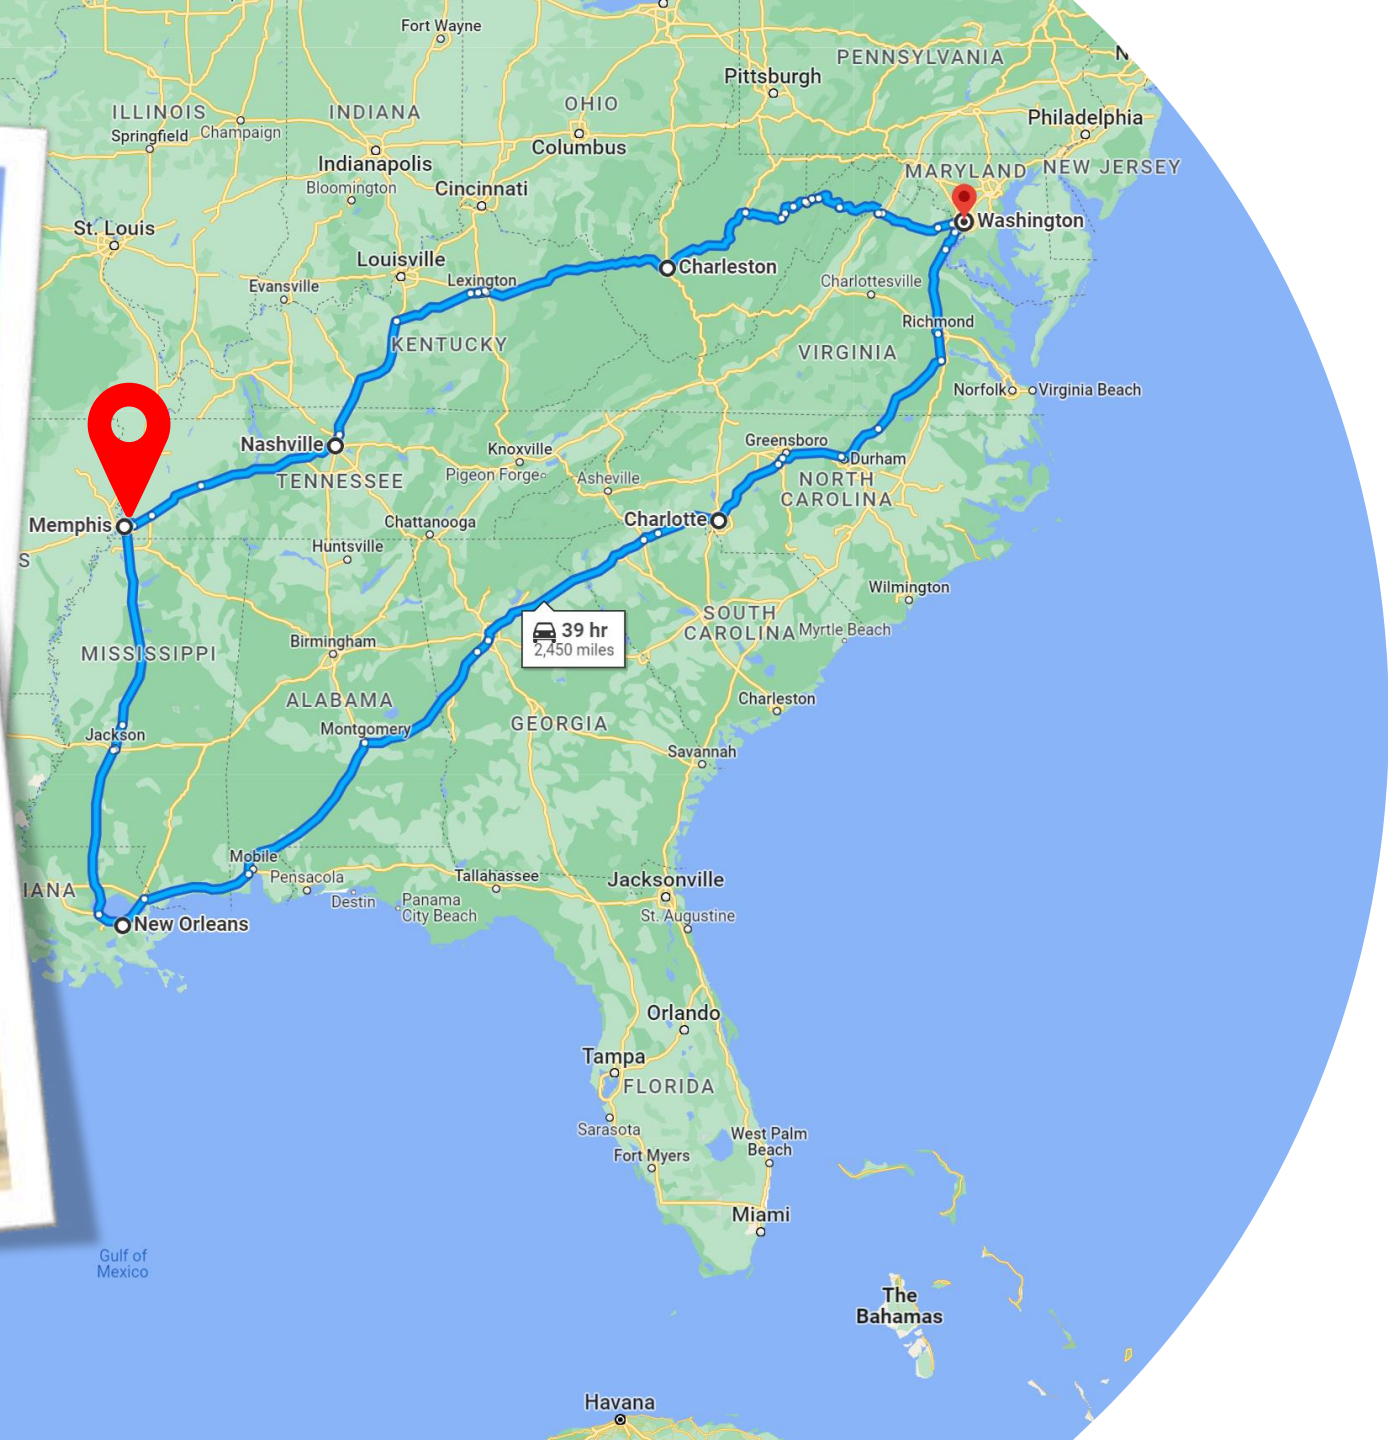 Fort Wayne
PENNSYLVANIA
N
Pittsburgh
ILLINOIS
INDIANA
OHIO
Philadelphia
Springfield
Champaign
Columbus
Indianapolis
MARYLAND
NEW JERSEY
Bloomington
Cincinnati
St. Louis
Washington
Louisville
Charleston
Evansville
Lexington
Charlottesville
Richmond
KENTUCKY
VIRGINIA
Norfolk
Virginia Beach
Nashville
Knoxville
Greensboro
Durham
TENNESSEE
Pigeon Forge
Asheville
NORTH
CAROLINA
Memphis
Chattanooga
Charlotte
S
Huntsville
Wilmington
SOUTH
CAROLINA
Myrtle Beach
39 hr
2,450 miles
Birmingham
MISSISSIPPI
ALABAMA
Charleston
Jackson
Montgomery
GEORGIA
Savannah
Mobile
Pensacola
Tallahassee
Jacksonville
IANA
Destin
Panama
City Beach
St. Augustine
New Orleans
Orlando
Tampa
FLORIDA
Sarasota
West Palm
Beach
Fort Myers
Miami
Gulf of
Mexico
The
Bahamas
Havana